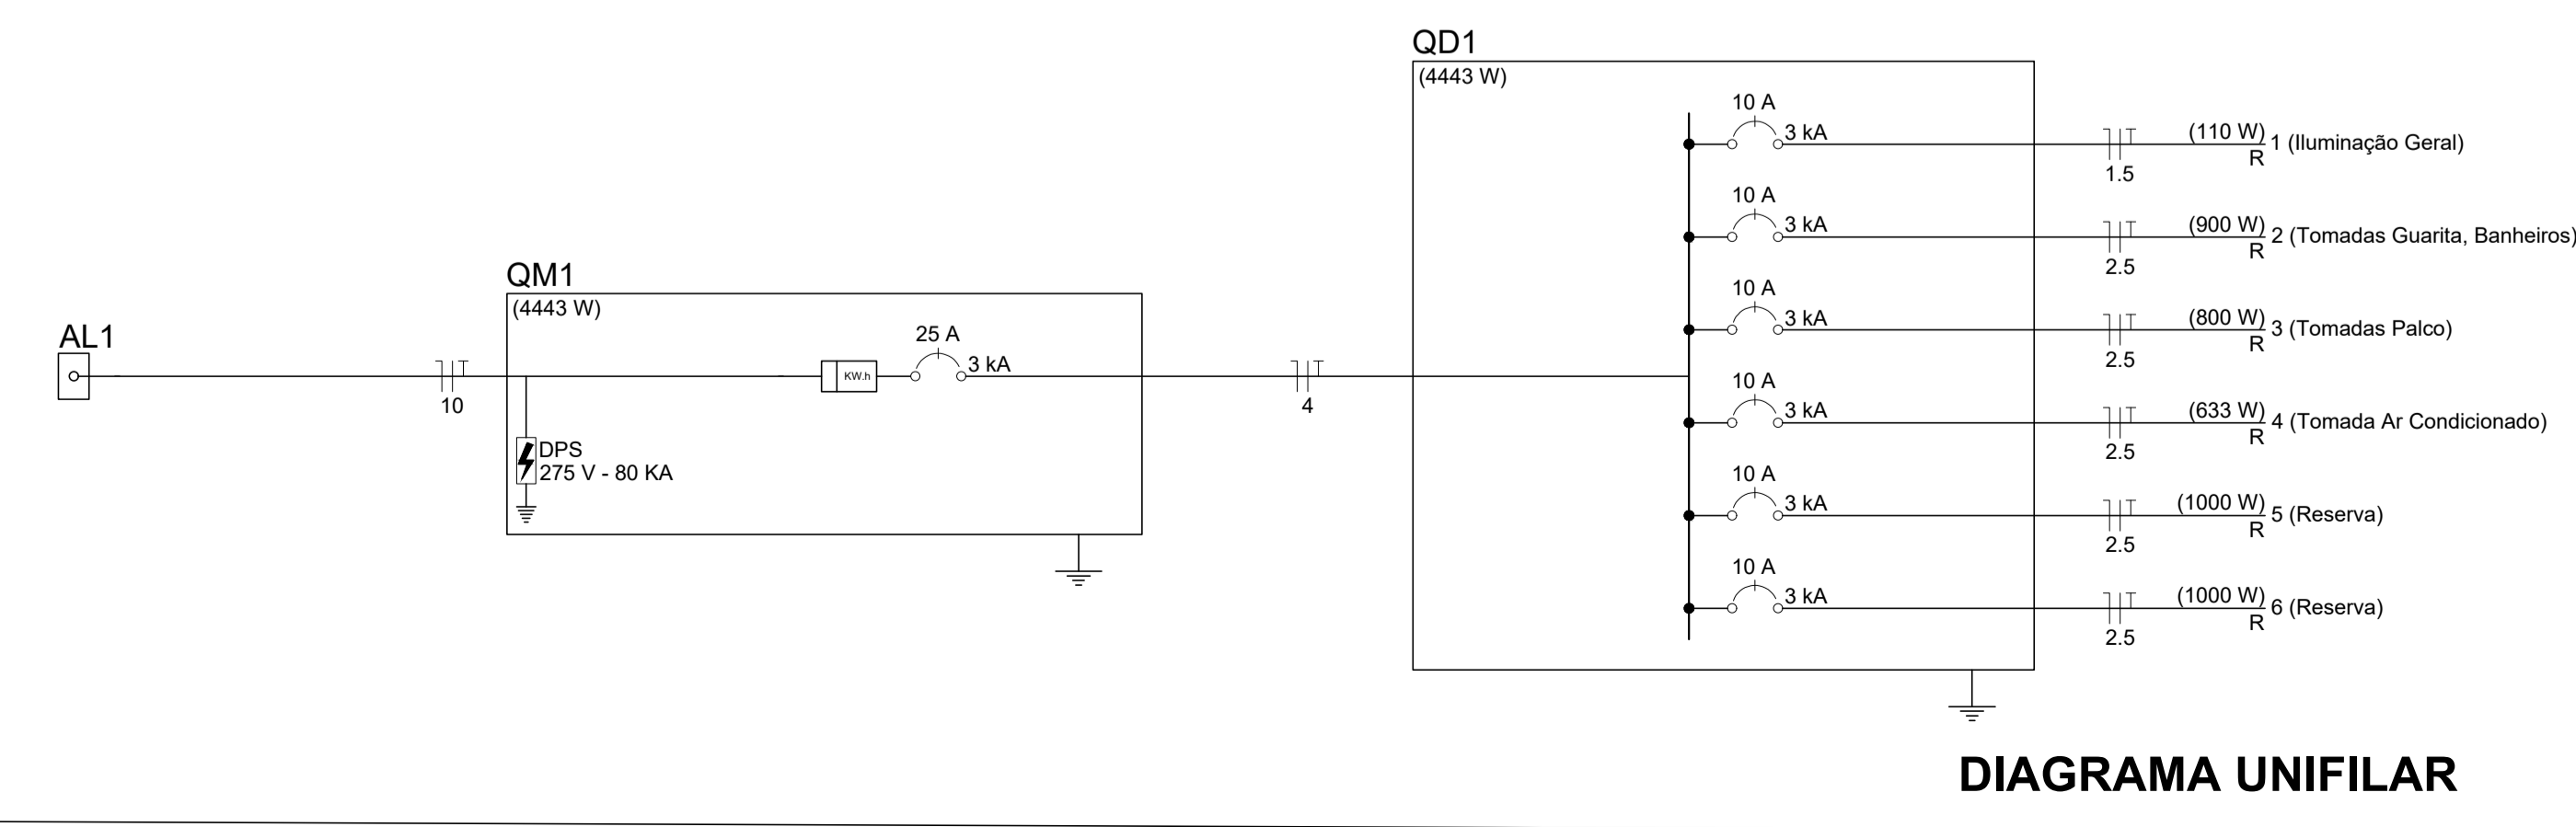 AL1
10
QM1
(4443 W)
25 A
3 kA
KW.h
DPS
275 V - 80 KA
4
QD1
(4443 W)
10 A
3 kA
1.5
(110 W)
R
1 (Iluminação Geral)
10 A
3 kA
2.5
(900 W)
R
2 (Tomadas Guarita, Banheiros)
10 A
3 kA
2.5
(800 W)
R
3 (Tomadas Palco)
10 A
3 kA
2.5
(633 W)
R
4 (Tomada Ar Condicionado)
10 A
3 kA
2.5
(1000 W)
R
5 (Reserva)
10 A
3 kA
2.5
(1000 W)
R
6 (Reserva)
DIAGRAMA UNIFILAR